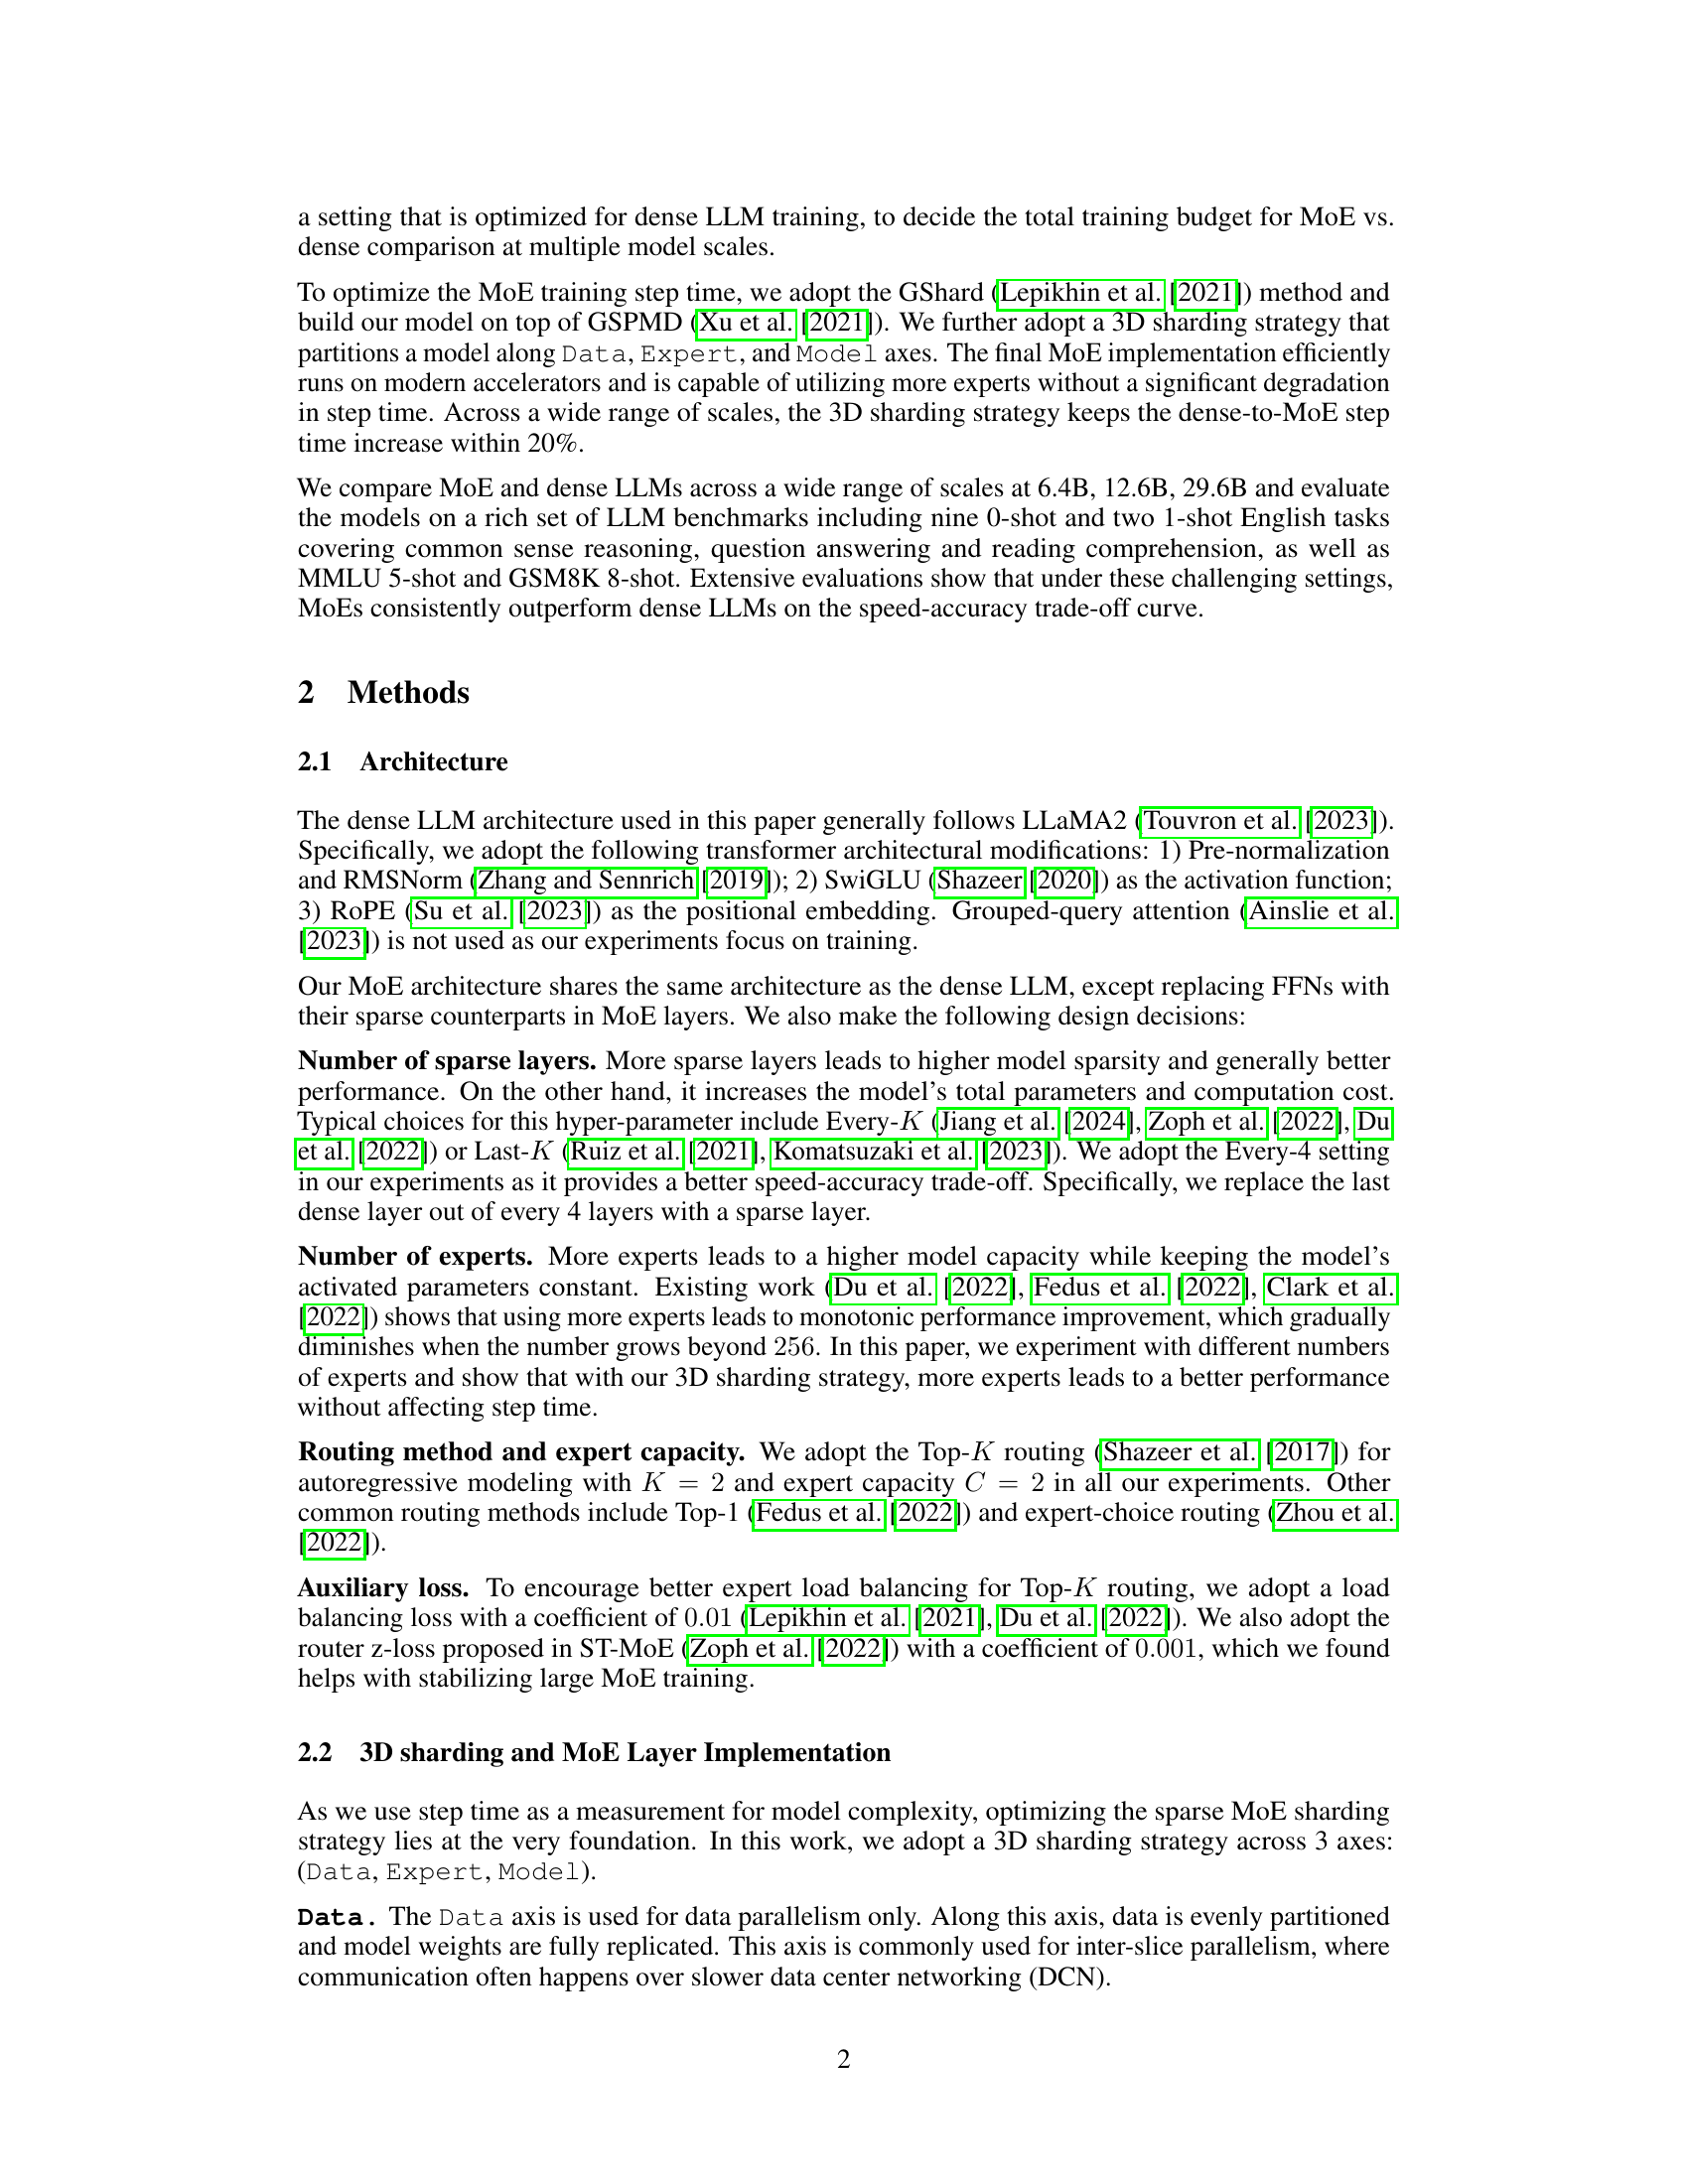 a setting that is optimized for dense LLM training, to decide the total training budget for MoE vs.
dense comparison at multiple model scales.
To optimize the MoE training step time, we adopt the GShard (Lepikhin et al. [2021]) method and
build our model on top of GSPMD (Xu et al. [2021]). We further adopt a 3D sharding strategy that
partitions a model along Data, Expert, and Model axes. The final MoE implementation efficiently
runs on modern accelerators and is capable of utilizing more experts without a significant degradation
in step time. Across a wide range of scales, the 3D sharding strategy keeps the dense-to-MoE step
time increase within 20%.
We compare MoE and dense LLMs across a wide range of scales at 6.4B, 12.6B, 29.6B and evaluate
the models on a rich set of LLM benchmarks including nine 0-shot and two 1-shot English tasks
covering common sense reasoning, question answering and reading comprehension, as well as
MMLU 5-shot and GSM8K 8-shot. Extensive evaluations show that under these challenging settings,
MoEs consistently outperform dense LLMs on the speed-accuracy trade-off curve.
2 Methods
2.1 Architecture
The dense LLM architecture used in this paper generally follows LLaMA2 (Touvron et al. [2023]).
Specifically, we adopt the following transformer architectural modifications: 1) Pre-normalization
and RMSNorm (Zhang and Sennrich [2019]); 2) SwiGLU (Shazeer [2020]) as the activation function;
3) RoPE (Su et al. [2023]) as the positional embedding. Grouped-query attention (Ainslie et al.
[2023]) is not used as our experiments focus on training.
Our MoE architecture shares the same architecture as the dense LLM, except replacing FFNs with
their sparse counterparts in MoE layers. We also make the following design decisions:
Number of sparse layers. More sparse layers leads to higher model sparsity and generally better
performance. On the other hand, it increases the model's total parameters and computation cost.
Typical choices for this hyper-parameter include Every-K (Jiang et al. [2024], Zoph et al. [2022], Du
et al. [2022]) or Last-K (Ruiz et al. [2021], Komatsuzaki et al. [2023]). We adopt the Every-4 setting
in our experiments as it provides a better speed-accuracy trade-off. Specifically, we replace the last
dense layer out of every 4 layers with a sparse layer.
Number of experts. More experts leads to a higher model capacity while keeping the model's
activated parameters constant. Existing work (Du et al. [2022], Fedus et al. [2022], Clark et al.
[2022]) shows that using more experts leads to monotonic performance improvement, which gradually
diminishes when the number grows beyond 256. In this paper, we experiment with different numbers
of experts and show that with our 3D sharding strategy, more experts leads to a better performance
without affecting step time.
Routing method and expert capacity. We adopt the Top-K routing (Shazeer et al. [2017]) for
autoregressive modeling with K = 2 and expert capacity C = 2 in all our experiments. Other
common routing methods include Top-1 (Fedus et al. [2022]) and expert-choice routing (Zhou et al.
[2022]).
Auxiliary loss. To encourage better expert load balancing for Top-K routing, we adopt a load
balancing loss with a coefficient of 0.01 (Lepikhin et al. [2021], Du et al. [2022]). We also adopt the
router z-loss proposed in ST-MoE (Zoph et al. [2022]) with a coefficient of 0.001, which we found
helps with stabilizing large MoE training.
2.2 3D sharding and MoE Layer Implementation
As we use step time as a measurement for model complexity, optimizing the sparse MoE sharding
strategy lies at the very foundation. In this work, we adopt a 3D sharding strategy across 3 axes:
(Data, Expert, Model).
Data. The Data axis is used for data parallelism only. Along this axis, data is evenly partitioned
and model weights are fully replicated. This axis is commonly used for inter-slice parallelism, where
communication often happens over slower data center networking (DCN).
2